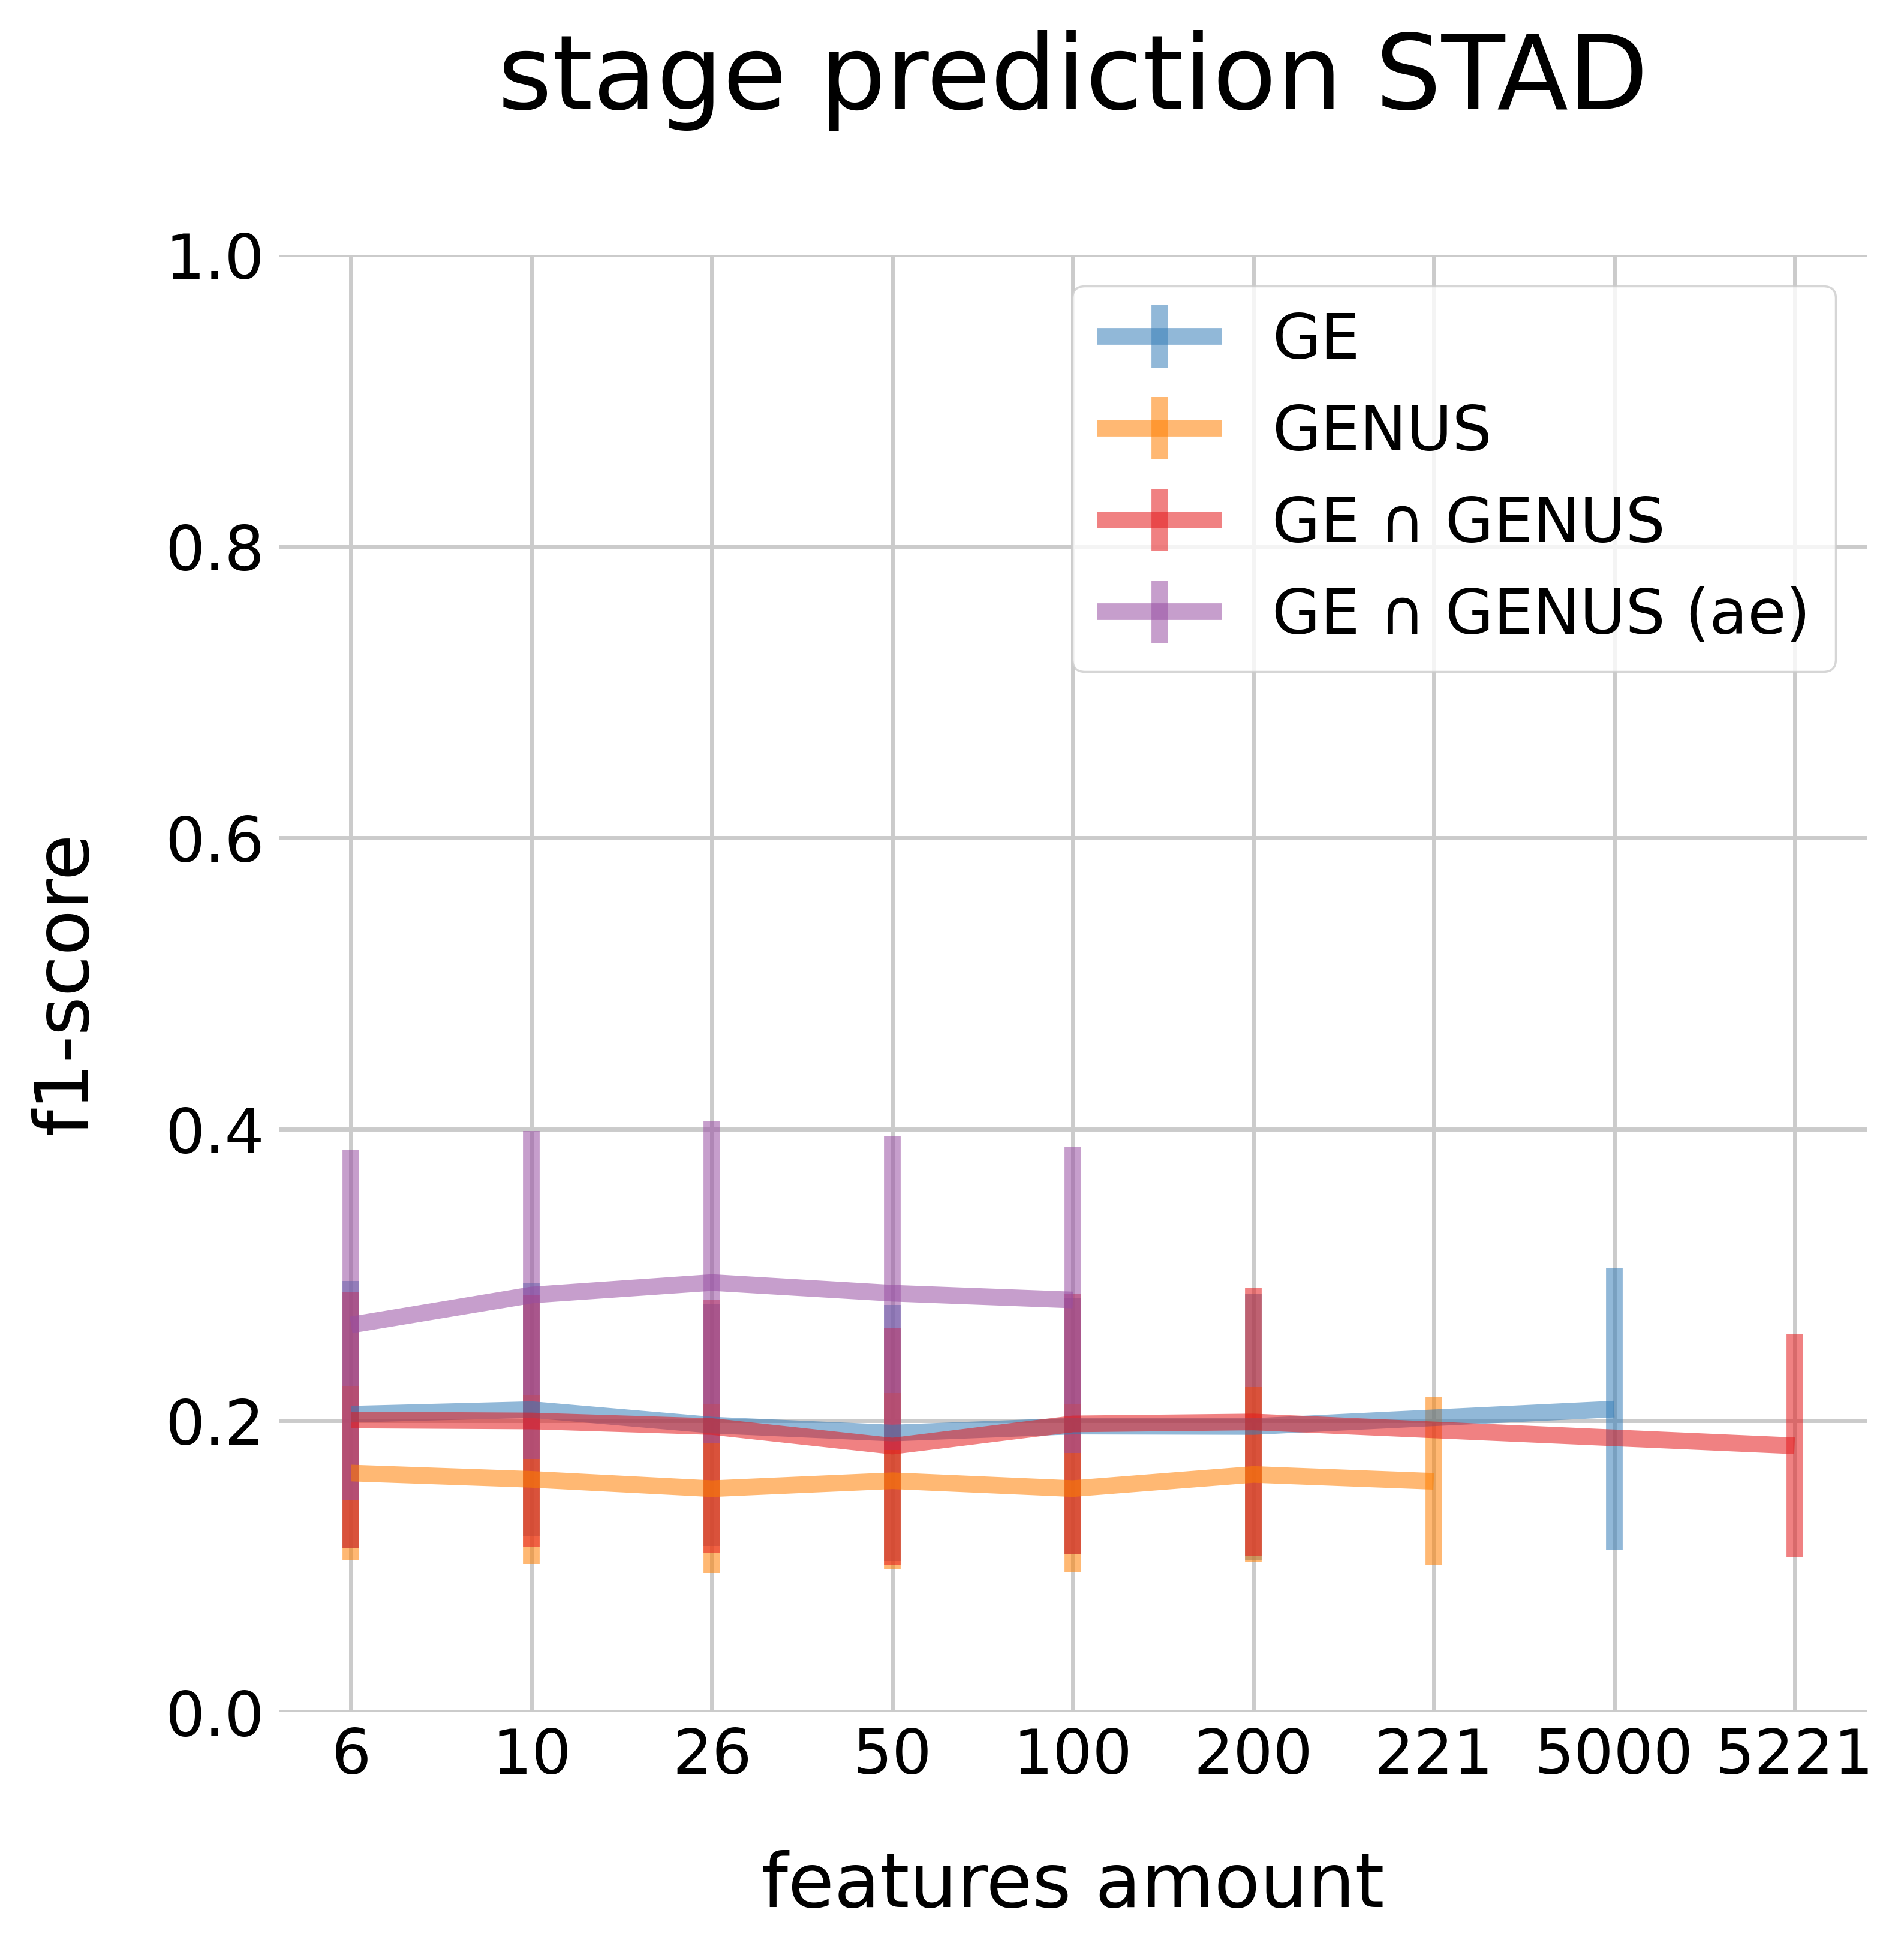 stage prediction STAD
1.0
0.8
0.6
0.4
0.2
0.0
f1-score
GE
GENUS
GE ∩ GENUS
GE ∩ GENUS (ae)
6 10 26 50 100 200 221 5000 5221
features amount